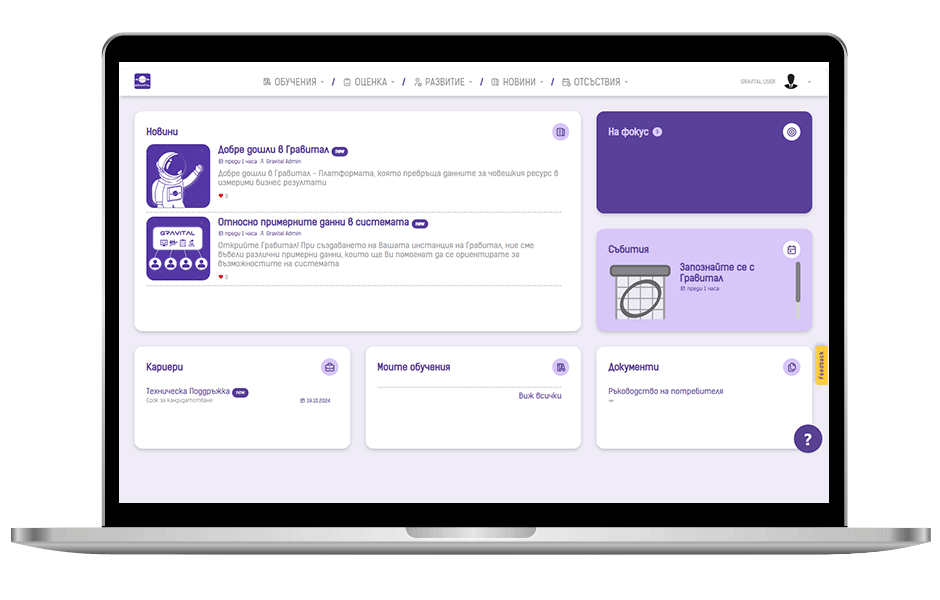 ОБУЧЕНИЯ / ОЦЕНКА / РАЗВИТИЕ / НОВИНИ / ОТСЪСТВИЯ
GRAVITAL USER
Новини
Добре дошли в Гравитал new
преди 1 часа Gravital Admin
Добре дошли в Гравитал - Платформата, която превръща данните за човешкия ресурс в
измерими бизнес резултати
0
GRAVITAL
Относно примерните данни в системата new
преди 1 часа Gravital Admin
Открийте Гравитал! При създаването на Вашата инстанция на Гравитал, ние сме
въвели различни примерни данни, които ще Ви помогнат да се ориентирате за
възможностите на системата
0
На фокус
Събития
Запознайте се с
Гравитал
преди 1 часа
Кариери
Техническа Поддръжка new
Срок за кандидатстване
19.10.2024
Моите обучения
Виж всички
Документи
Ръководство на потребителя
Feedback
?